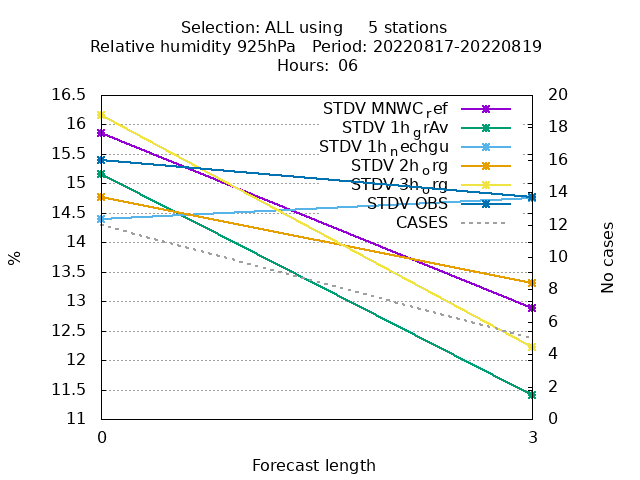 Selection: ALL using 5 stations
Relative humidity 925hPa Period: 20220817-20220819
Hours: 06
16.5
16
15.5
15
14.5
14
13.5
13
12.5
12
11.5
11
20
18
16
14
12
10
8
6
4
2
0
STDV MNWC_ref
STDV 1h_grAv
STDV 1h_nechgu
STDV 2h_org
STDV 3h_org
STDV OBS
CASES
%
No cases
0 3
Forecast length